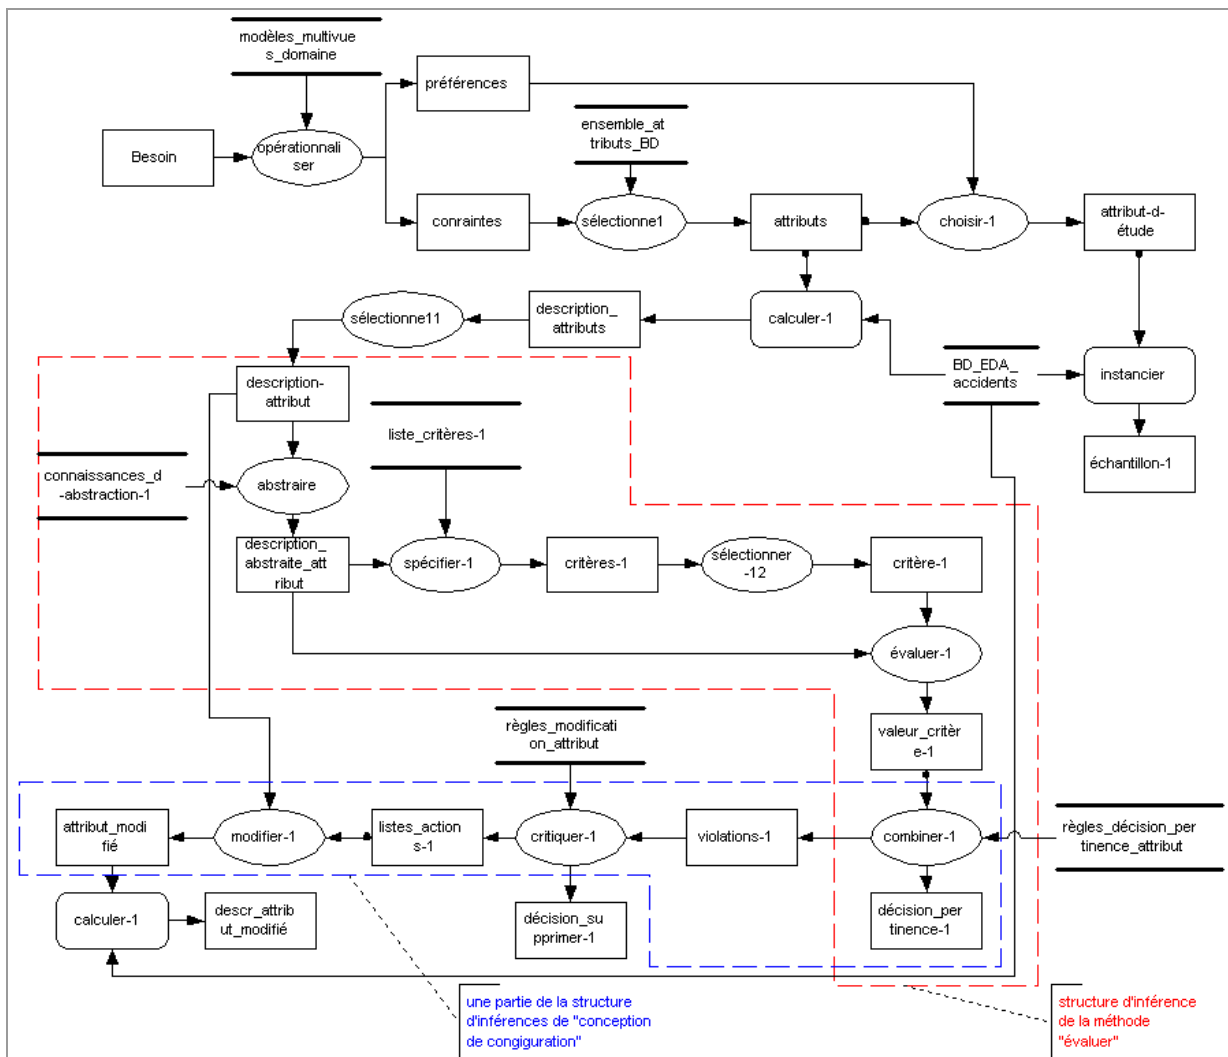 modèles_multivue
s_domaine
préférences
ensemble_at
tributs_BD
Besoin
opérationnali
ser
conraintes
sélectionne1
attributs
choisir-1
attribut-d-
étude
sélectionne11
description_
attributs
calculer-1
BD_EDA_
accidents
instancier
description-
attribut
liste_critères-1
échantillon-1
connaissances_d
-abstraction-1
abstraire
description_
abstraite_att
ribut
spécifier-1
critères-1
sélectionner
-12
critère-1
évaluer-1
règles_modificati
on_attribut
valeur_critèr
e-1
attribut_modi
fié
modifier-1
listes_action
s-1
critiquer-1
violations-1
combiner-1
règles_décision_per
tinence_attribut
calculer-1
descr_attrib
ut_modifié
décision_su
pprimer-1
décision_per
tinence-1
une partie de la structure
d'inférences de "conception
de congiguration"
structure d'inférence
de la méthode
"évaluer"